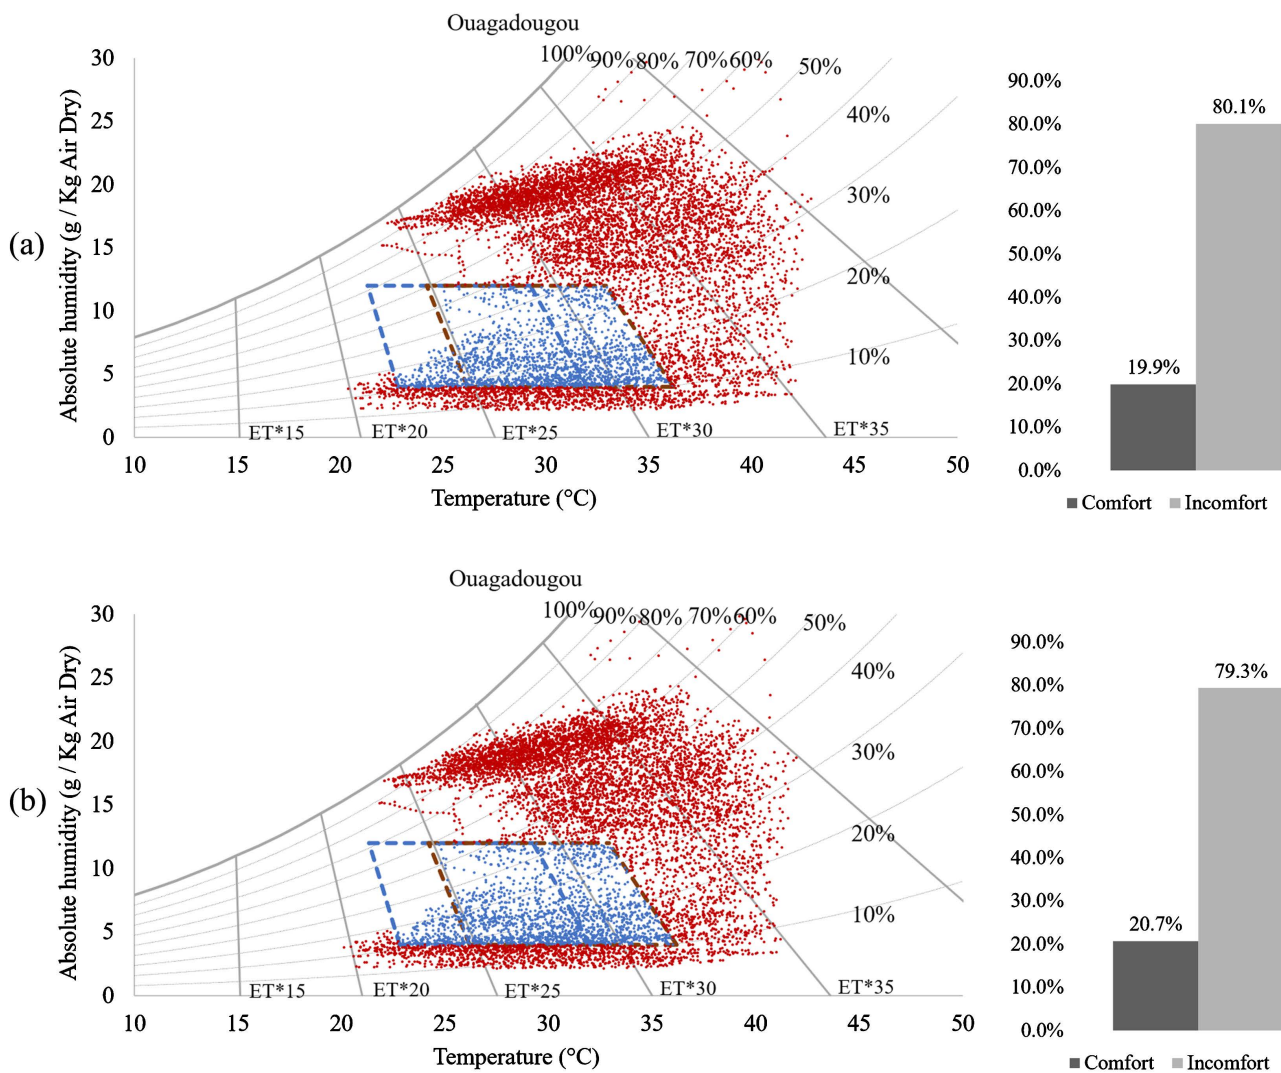 Ouagadougou
(a)
Absolute humidity (g / Kg Air Dry)
30
25
20
15
10
5
0
100%
90%
80%
70%
60%
50%
40%
30%
20%
10%
ET*15
ET*20
ET*25
ET*30
ET*35
10 15 20 25 30 35 40 45 50
Temperature (°C)
90.0%
80.0%
70.0%
60.0%
50.0%
40.0%
30.0%
20.0%
10.0%
0.0%
80.1%
19.9%
Comfort Incomfort
Ouagadougou
(b)
Absolute humidity (g / Kg Air Dry)
30
25
20
15
10
5
0
100%
90%
80%
70%
60%
50%
40%
30%
20%
10%
ET*15
ET*20
ET*25
ET*30
ET*35
10 15 20 25 30 35 40 45 50
Temperature (°C)
90.0%
80.0%
70.0%
60.0%
50.0%
40.0%
30.0%
20.0%
10.0%
0.0%
79.3%
20.7%
Comfort Incomfort